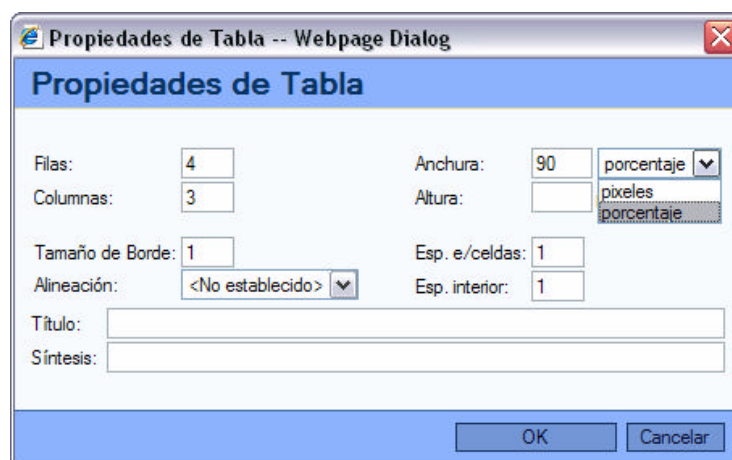 Propiedades de Tabla -- Webpage Dialog
Propiedades de Tabla
Filas: 4 Anchura: 90 porcentaje
Columnas: 3 Altura: pixeles
porcentaje
Tamaño de Borde: 1 Esp. e/celdas: 1
Alineación: <No establecido> Esp. interior: 1
Título:
Síntesis:
OK Cancelar